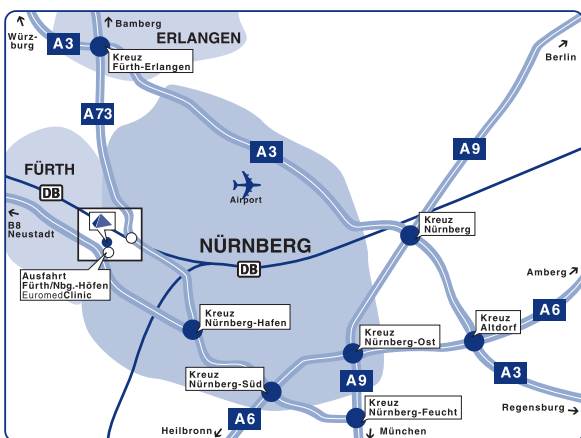 Würz-
burg
Bamberg
ERLANGEN
A3
Kreuz
Fürth-Erlangen
Berlin
A73
A3
A9
FÜRTH
DB
Airport
B8
Neustadt
NÜRNBERG
DB
Kreuz
Nürnberg
Ausfahrt
Fürth/Nbg.-Höfen
EuromedClinic
Amberg
Kreuz
Nürnberg-Hafen
Kreuz
Nürnberg-Ost
Kreuz
Altdorf
A6
Kreuz
Nürnberg-Süd
A9
A3
Kreuz
Nürnberg-Feucht
Regensburg
A6
Heilbronn
München